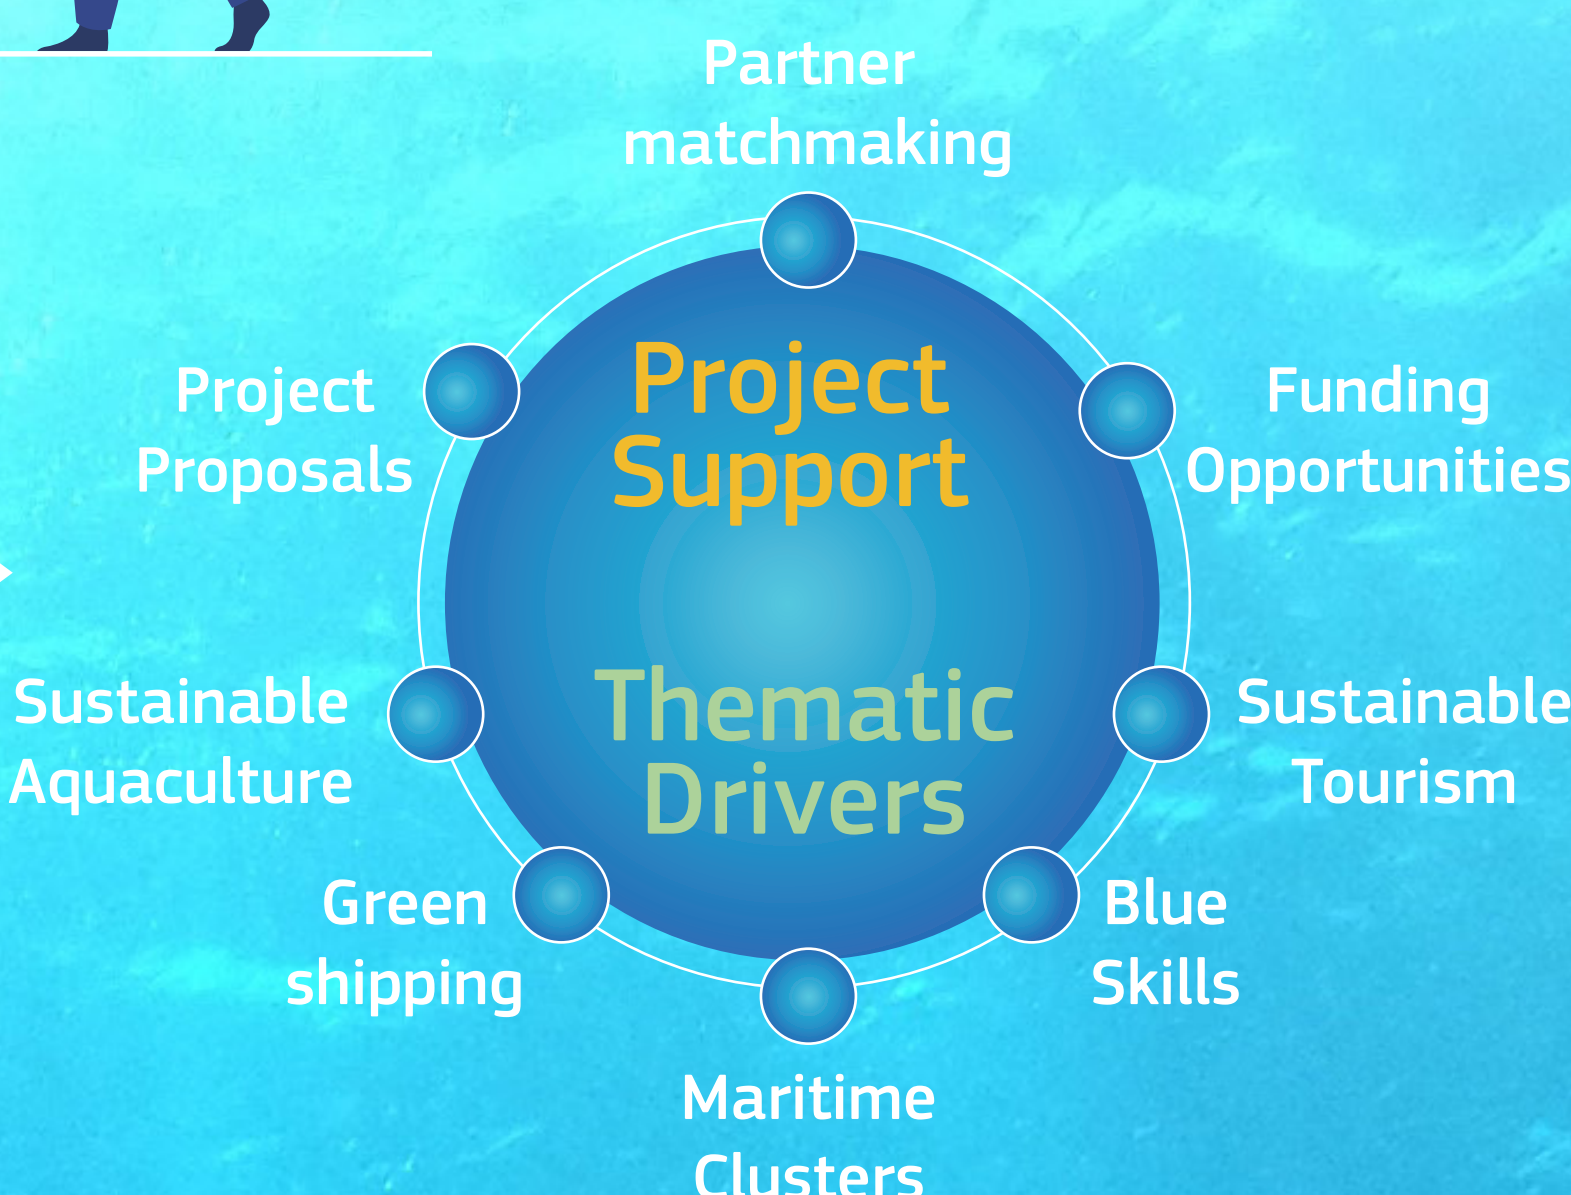 Partner
matchmaking
Project
Support
Project
Proposals
Funding
Opportunities
Thematic
Drivers
Sustainable
Aquaculture
Sustainable
Tourism
Green
shipping
Blue
Skills
Maritime
Clusters